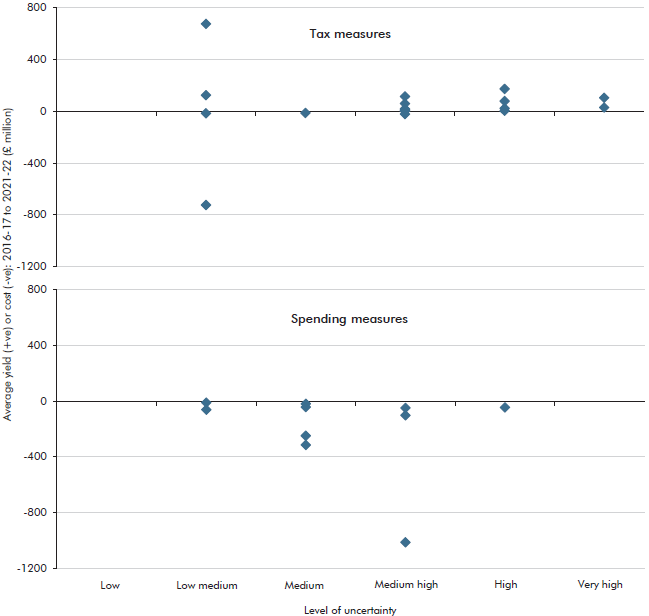 Average yield (+ve) or cost (-ve): 2016-17 to 2021-22 (£ million)
Tax measures
800
400
0
-400
-800
-1200
Spending measures
800
400
0
-400
-800
-1200
Low
Low medium
Medium
Medium high
High
Very high
Level of uncertainty